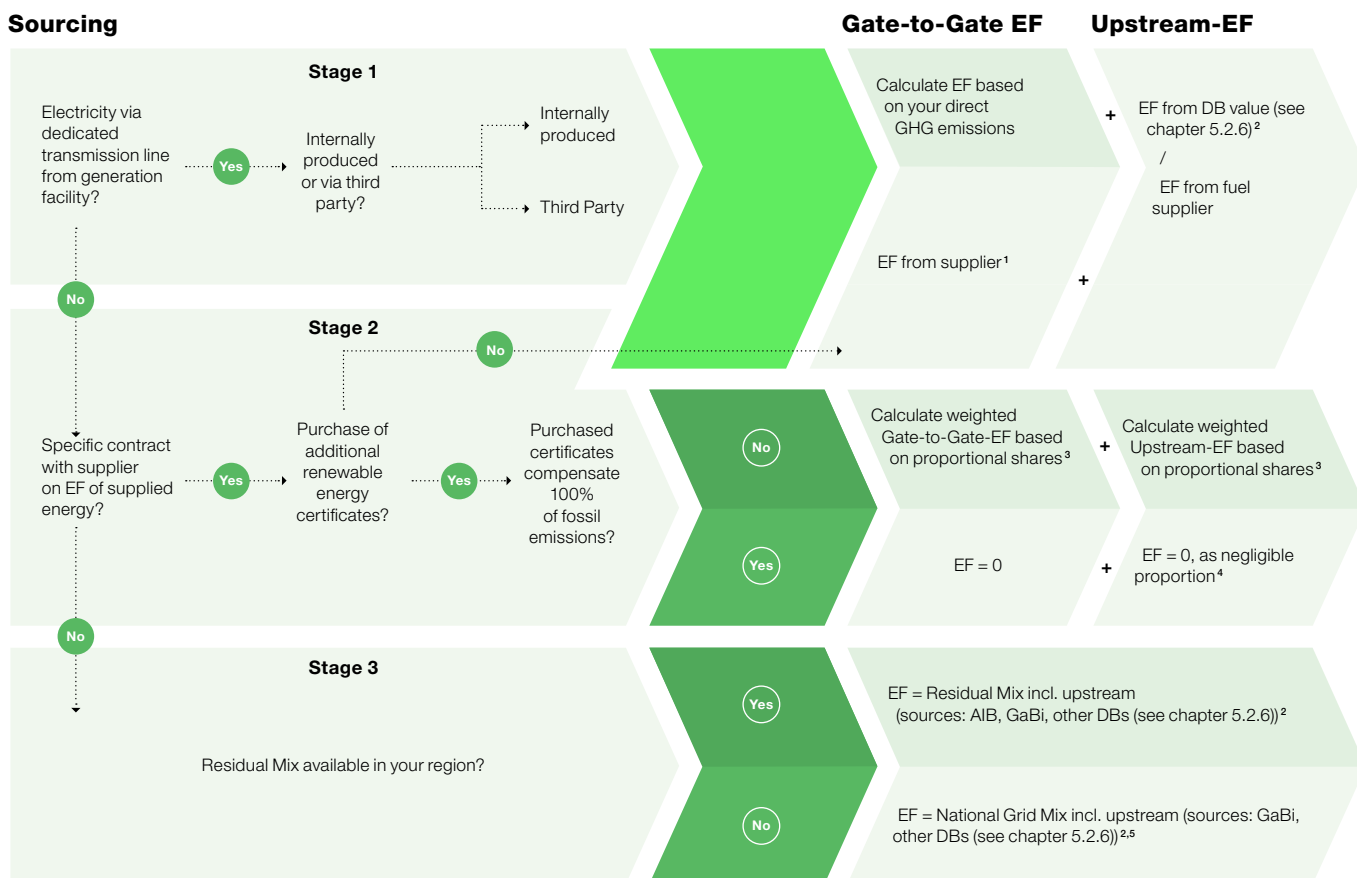 Sourcing
Gate-to-Gate EF
Upstream-EF
Stage 1
Electricity via
dedicated
transmission line
from generation
facility?
Yes
Internally
produced
or via third
party?
Internally
produced
Third Party
Calculate EF based
on your direct
GHG emissions
+
EF from DB value (see
chapter 5.2.6)²
/
EF from fuel
supplier
EF from supplier¹
+
No
Stage 2
No
Specific contract
with supplier
on EF of supplied
energy?
Yes
Purchase of
additional
renewable
energy
certificates?
Yes
Purchased
certificates
compensate
100%
of fossil
emissions?
No
Calculate weighted
Gate-to-Gate-EF based
on proportional shares³
+
Calculate weighted
Upstream-EF based
on proportional shares³
Yes
EF = 0
+
EF = 0, as negligible
proportion⁴
No
Stage 3
Residual Mix available in your region?
Yes
EF = Residual Mix incl. upstream
(sources: AIB, GaBi, other DBs (see chapter 5.2.6))²
No
EF = National Grid Mix incl. upstream (sources: GaBi,
other DBs (see chapter 5.2.6))²,⁵